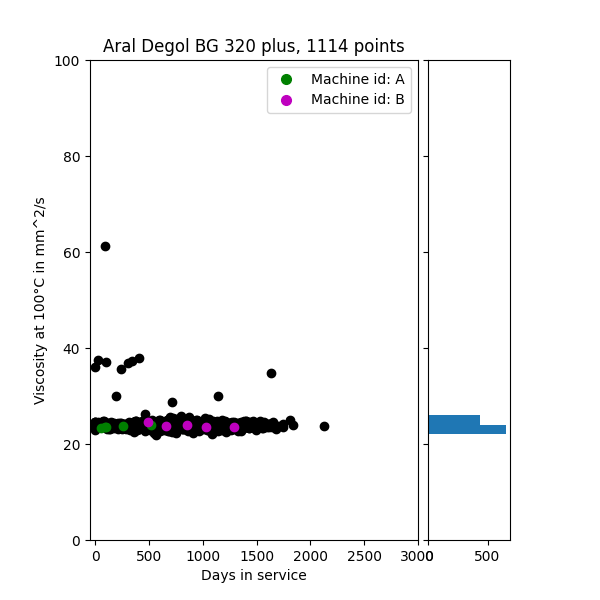 Aral Degol BG 320 plus, 1114 points
Machine id: A
Machine id: B
Viscosity at 100°C in mm^2/s
100
80
60
40
20
0
0 500 1000 1500 2000 2500 3000
0 500
Days in service